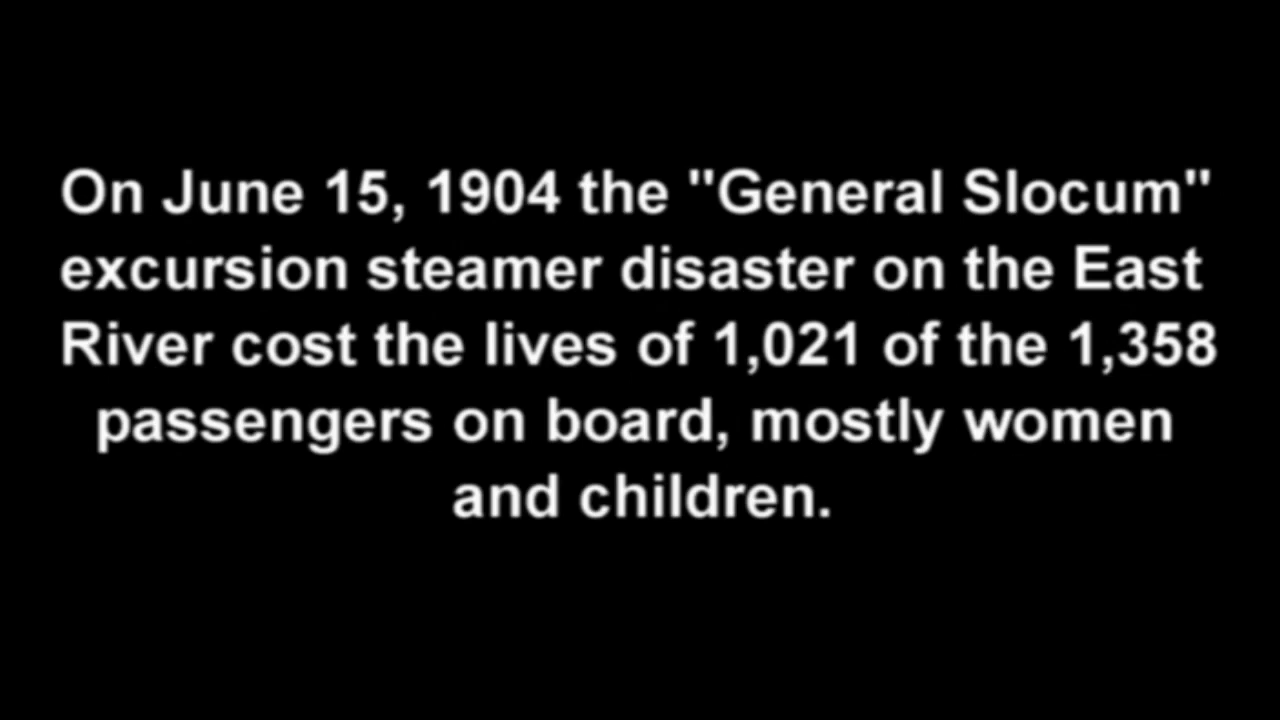 On June 15, 1904 the "General Slocum"
excursion steamer disaster on the East
River cost the lives of 1,021 of the 1,358
passengers on board, mostly women
and children.